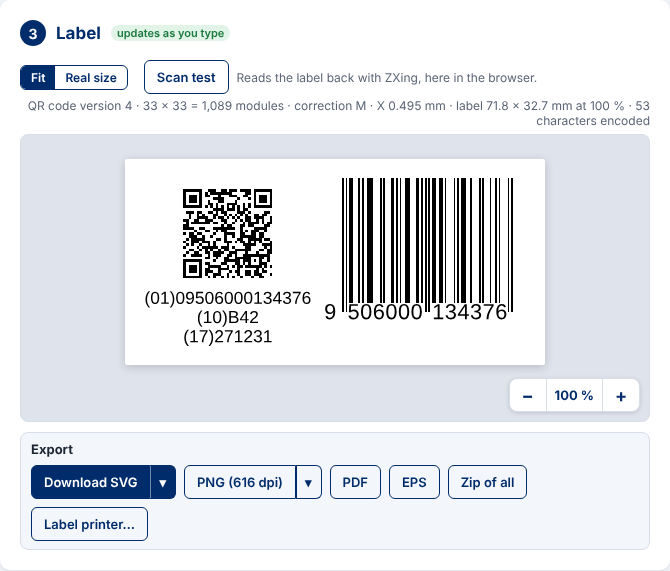 3 Label updates as you type
Fit Real size Scan test Reads the label back with ZXing, here in the browser.
QR code version 4 · 33 × 33 = 1,089 modules · correction M · X 0.495 mm · label 71.8 × 32.7 mm at 100 % · 53
characters encoded
(01)09506000134376
(10)B42
(17)271231
9 506000 134376
− 100 % +
Export
Download SVG ▾ PNG (616 dpi) ▾ PDF EPS Zip of all
Label printer...